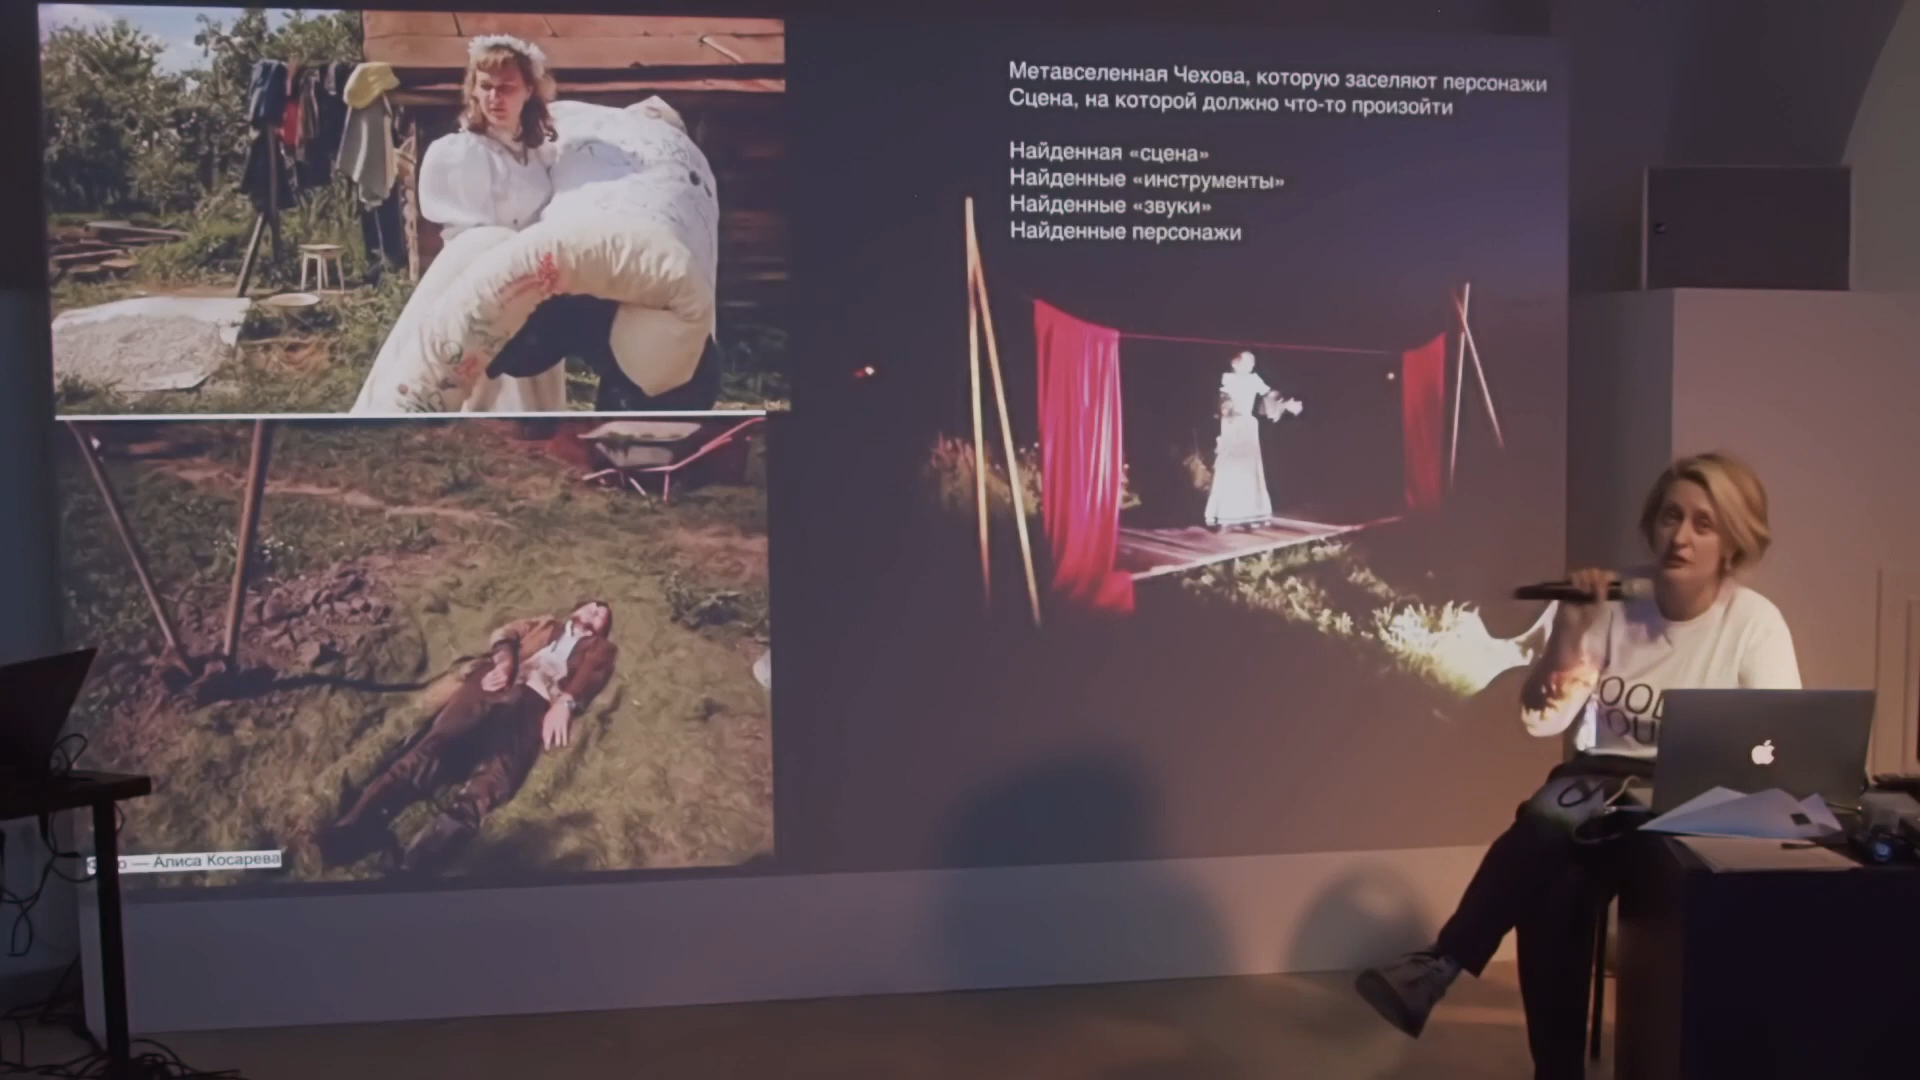 Метавселенная Чехова, которую заселяют персонажи
Сцена, на которой должно что-то произойти
Найденная «сцена»
Найденные «инструменты»
Найденные «звуки»
Найденные персонажи
— Алиса Косарева